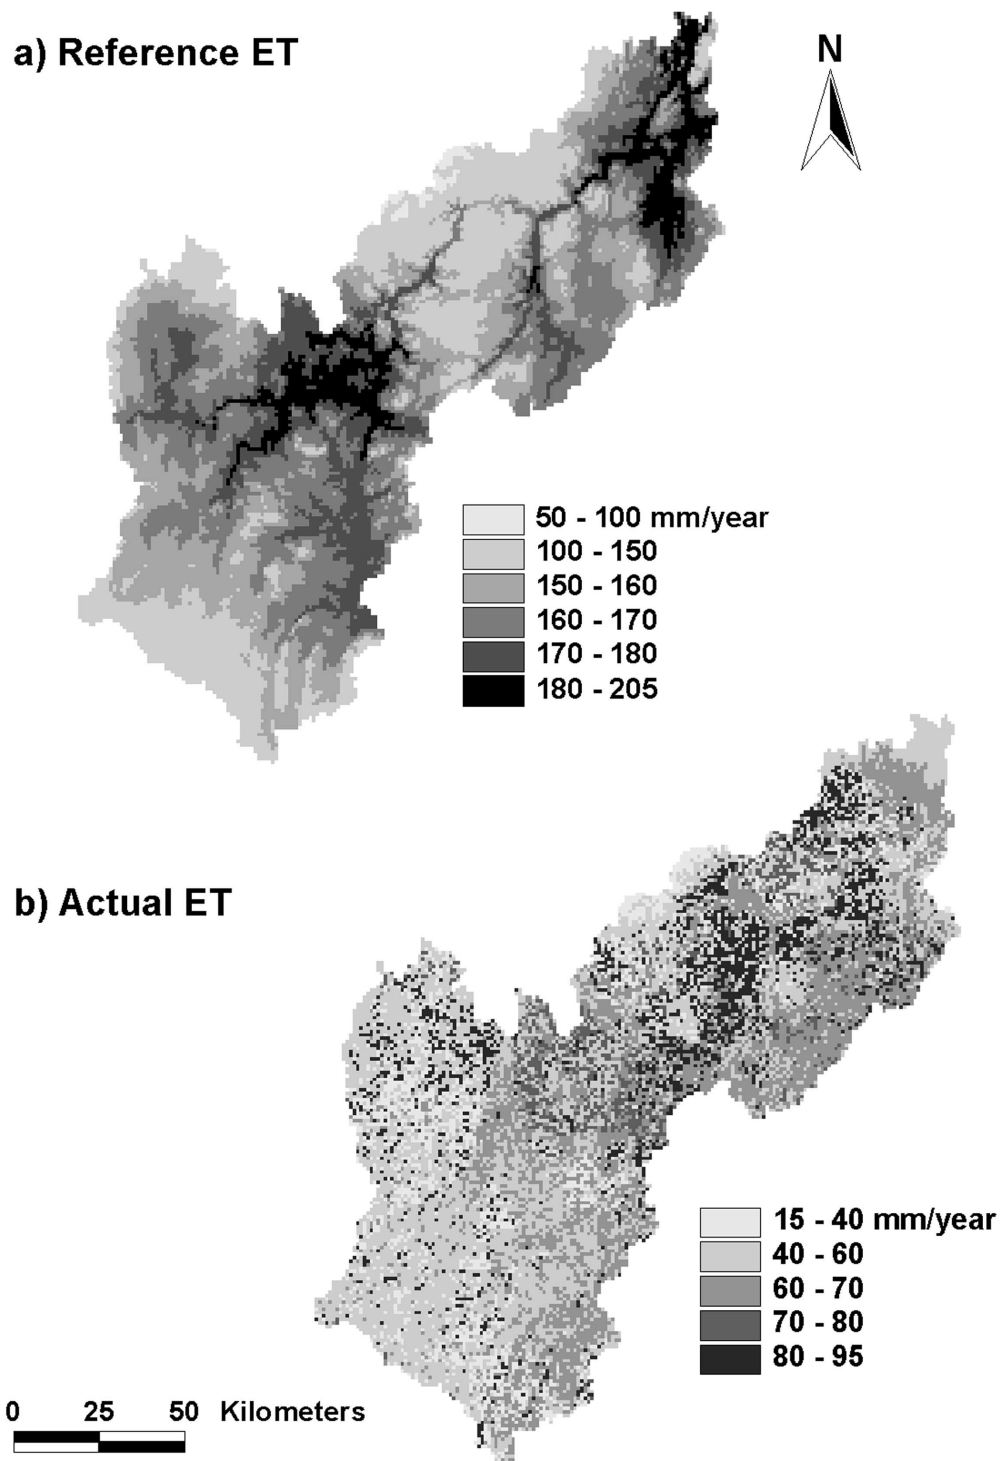 a) Reference ET
N
50 - 100 mm/year
100 - 150
150 - 160
160 - 170
170 - 180
180 - 205
b) Actual ET
15 - 40 mm/year
40 - 60
60 - 70
70 - 80
80 - 95
0 25 50 Kilometers